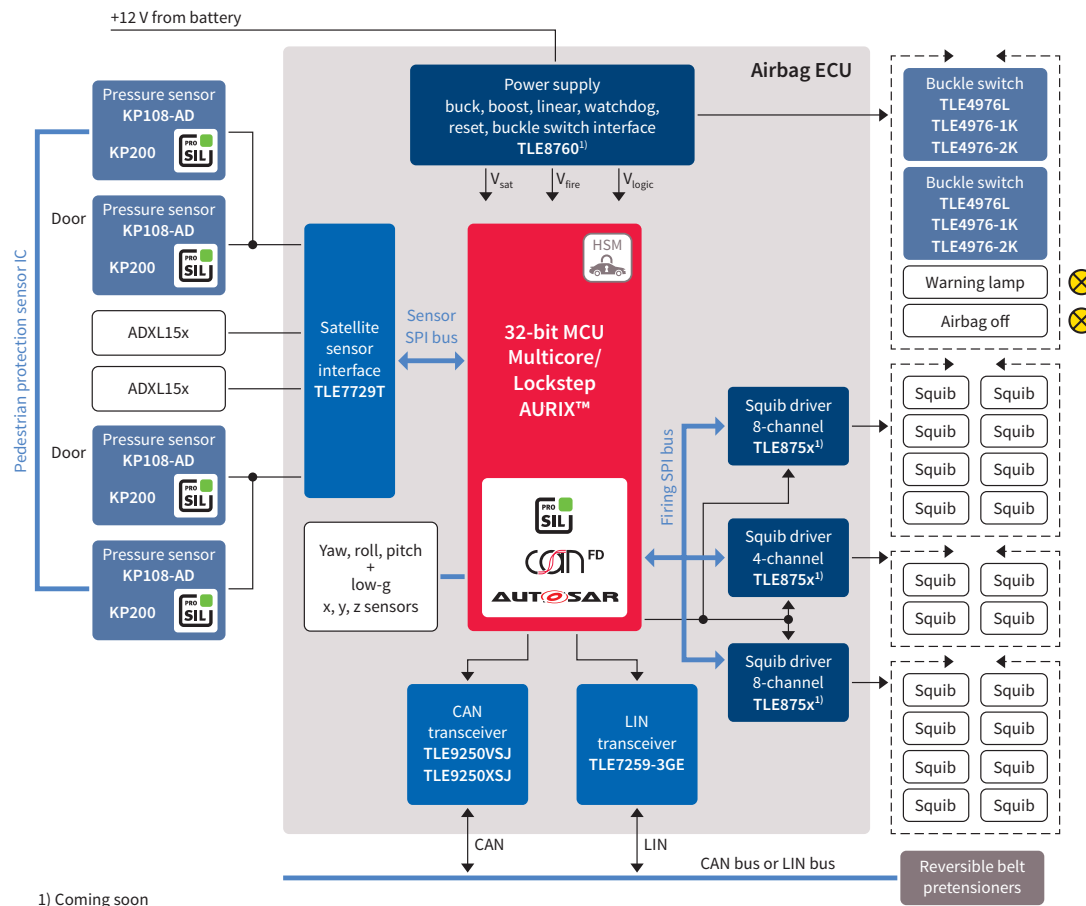 +12 V from battery
Airbag ECU
Power supply
buck, boost, linear, watchdog,
reset, buckle switch interface
TLE8760¹⁾
Vsat
Vfire
Vlogic
Pedestrian protection sensor IC
Pressure sensor
KP108-AD
KP200
PRO
SIL
Door
Pressure sensor
KP108-AD
KP200
PRO
SIL
ADXL15x
ADXL15x
Door
Pressure sensor
KP108-AD
KP200
PRO
SIL
Pressure sensor
KP108-AD
KP200
PRO
SIL
Satellite
sensor
interface
TLE7729T
Sensor
SPI bus
HSM
32-bit MCU
Multicore/
Lockstep
AURIX™
PRO
SIL
CAN FD
AUTOSAR
Yaw, roll, pitch
+
low-g
x, y, z sensors
Firing SPI bus
Squib driver
8-channel
TLE875x¹⁾
Squib driver
4-channel
TLE875x¹⁾
Squib driver
8-channel
TLE875x¹⁾
Buckle switch
TLE4976L
TLE4976-1K
TLE4976-2K
Buckle switch
TLE4976L
TLE4976-1K
TLE4976-2K
Warning lamp
Airbag off
Squib Squib
Squib Squib
Squib Squib
Squib Squib
Squib Squib
Squib Squib
Squib Squib
Squib Squib
Squib Squib
Squib Squib
CAN
transceiver
TLE9250VSJ
TLE9250XSJ
LIN
transceiver
TLE7259-3GE
CAN
LIN
CAN bus or LIN bus
Reversible belt
pretensioners
1) Coming soon